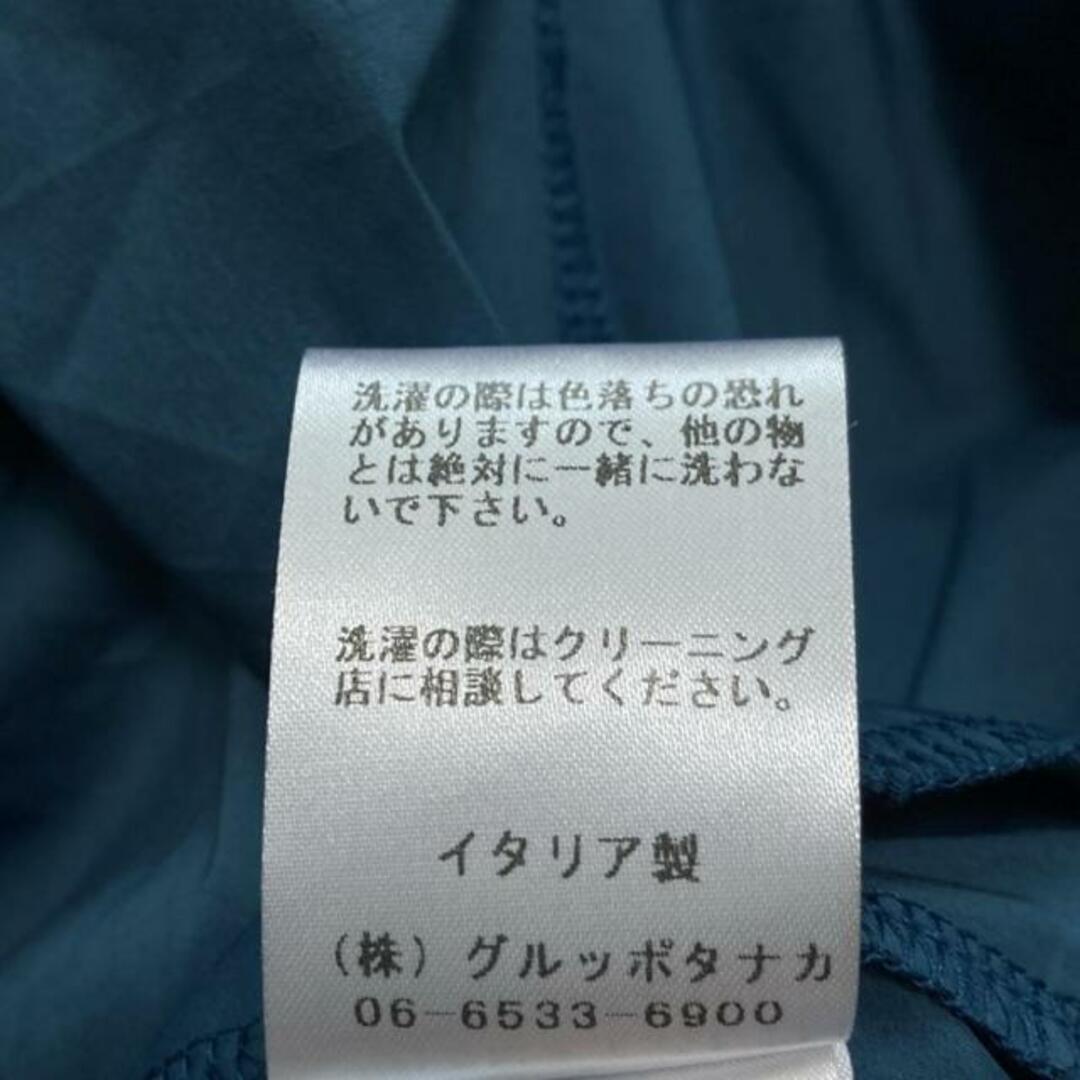 洗濯の際は色落ちの恐れ
がありますので、他の物
とは絶対に一緒に洗わな
いで下さい。
洗濯の際はクリーニング
店に相談してください。
イタリア製
(株)グルッポタナカ
06-6533-6900